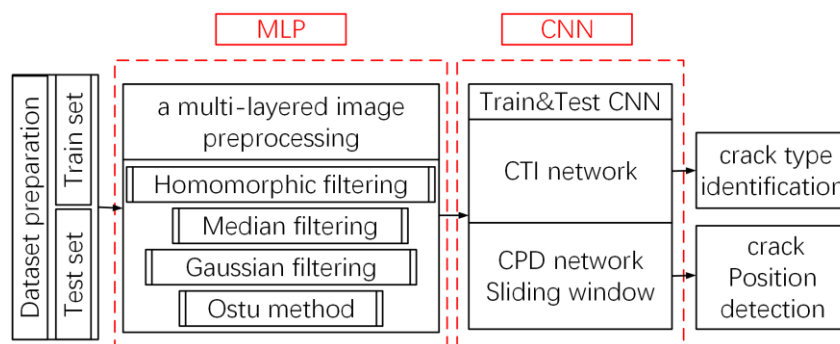 MLP
CNN
Dataset preparation
Train set
Test set
a multi-layered image
preprocessing
Homomorphic filtering
Median filtering
Gaussian filtering
Ostu method
Train&Test CNN
CTI network
CPD network
Sliding window
crack type
identification
crack
Position
detection